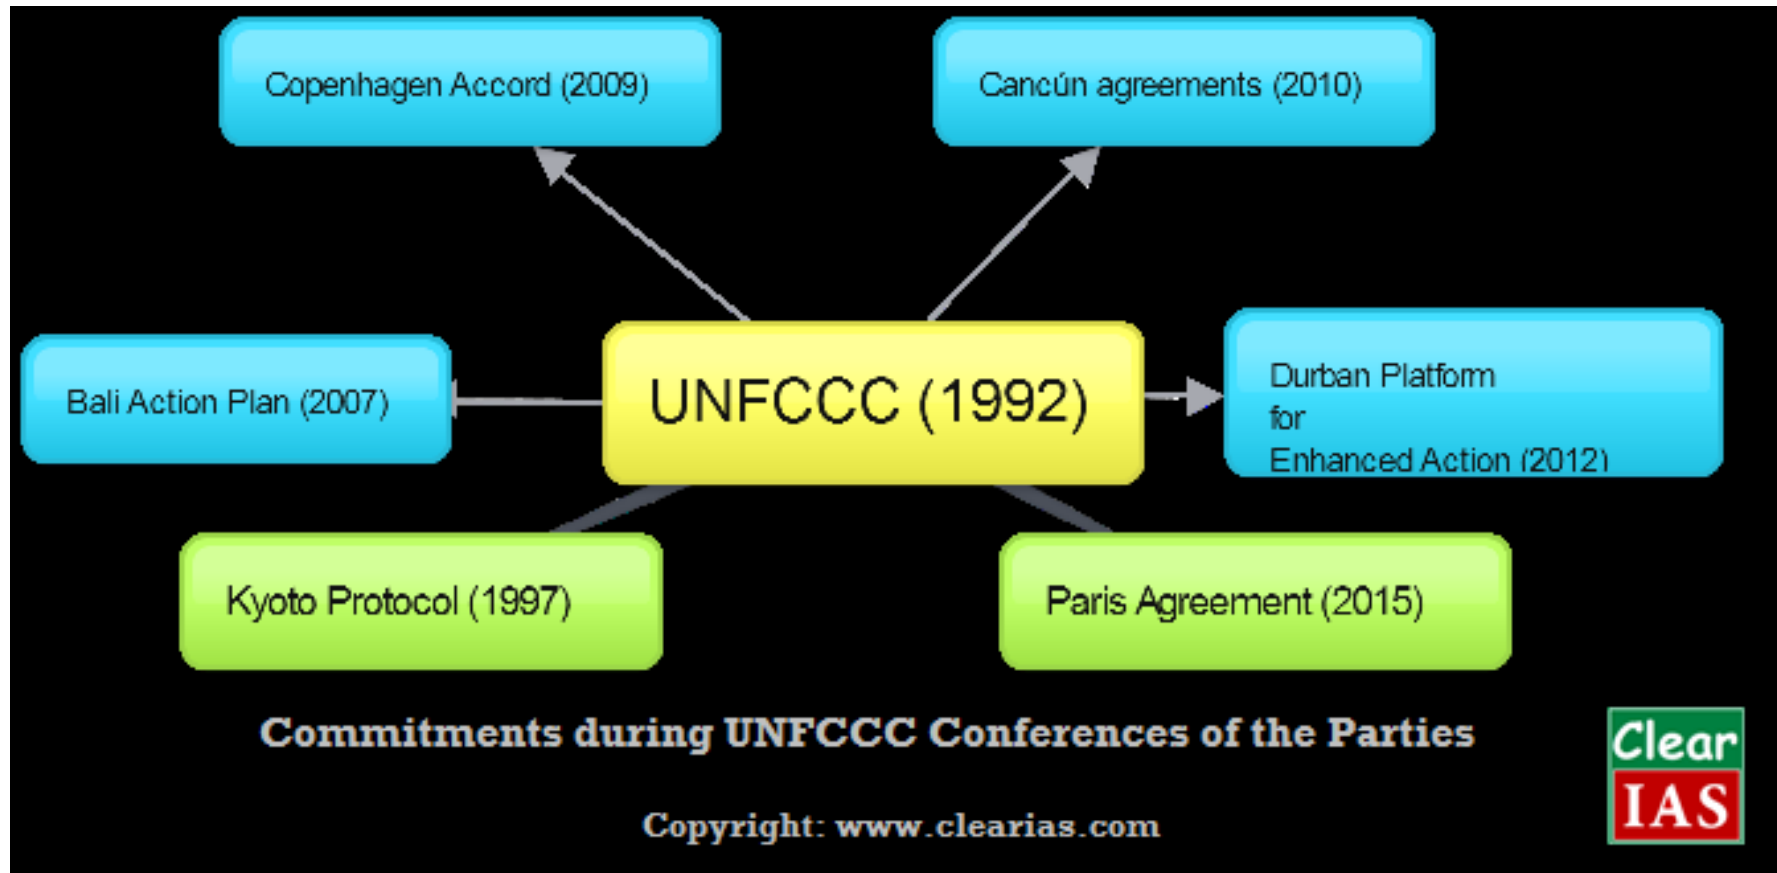 Copenhagen Accord (2009)
Cancún agreements (2010)
Bali Action Plan (2007)
UNFCCC (1992)
Durban Platform
for
Enhanced Action (2012)
Kyoto Protocol (1997)
Paris Agreement (2015)
Commitments during UNFCCC Conferences of the Parties
Copyright: www.clearias.com
Clear
IAS